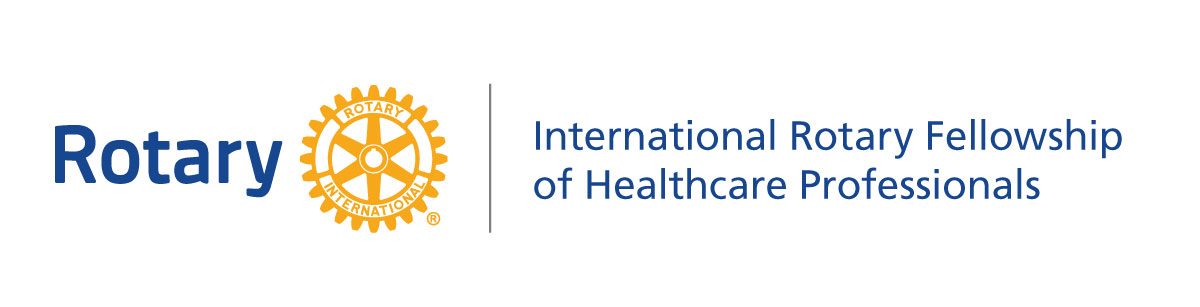 Rotary
ROTARY
INTERNATIONAL
®
International Rotary Fellowship
of Healthcare Professionals